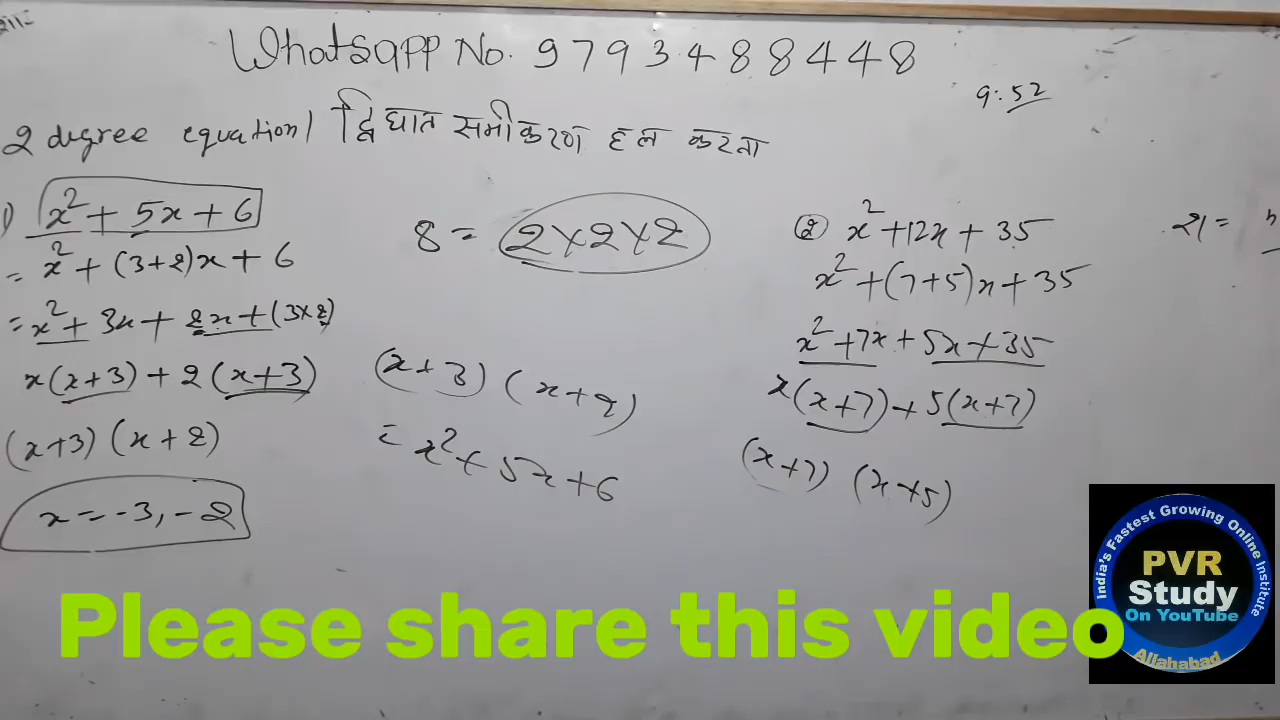 Whatsapp No. 9793488448
9:52
2 degree equation / द्विघात समीकरण हल करना
1) x² + 5x + 6
= x² + (3+2)x + 6
= x² + 3x + 2x + (3×2)
x(x+3) + 2(x+3)
(x+3) (x+2)
x = -3, -2
8 = 2×2×2
(x+3) (x+2)
= x² + 5x + 6
② x² + 12x + 35
x² + (7+5)x + 35
x² + 7x + 5x + 35
x(x+7) + 5(x+7)
(x+7) (x+5)
21 =
Please share this video
India's Fastest Growing Online Institute
PVR
Study
On YouTube
Allahabad